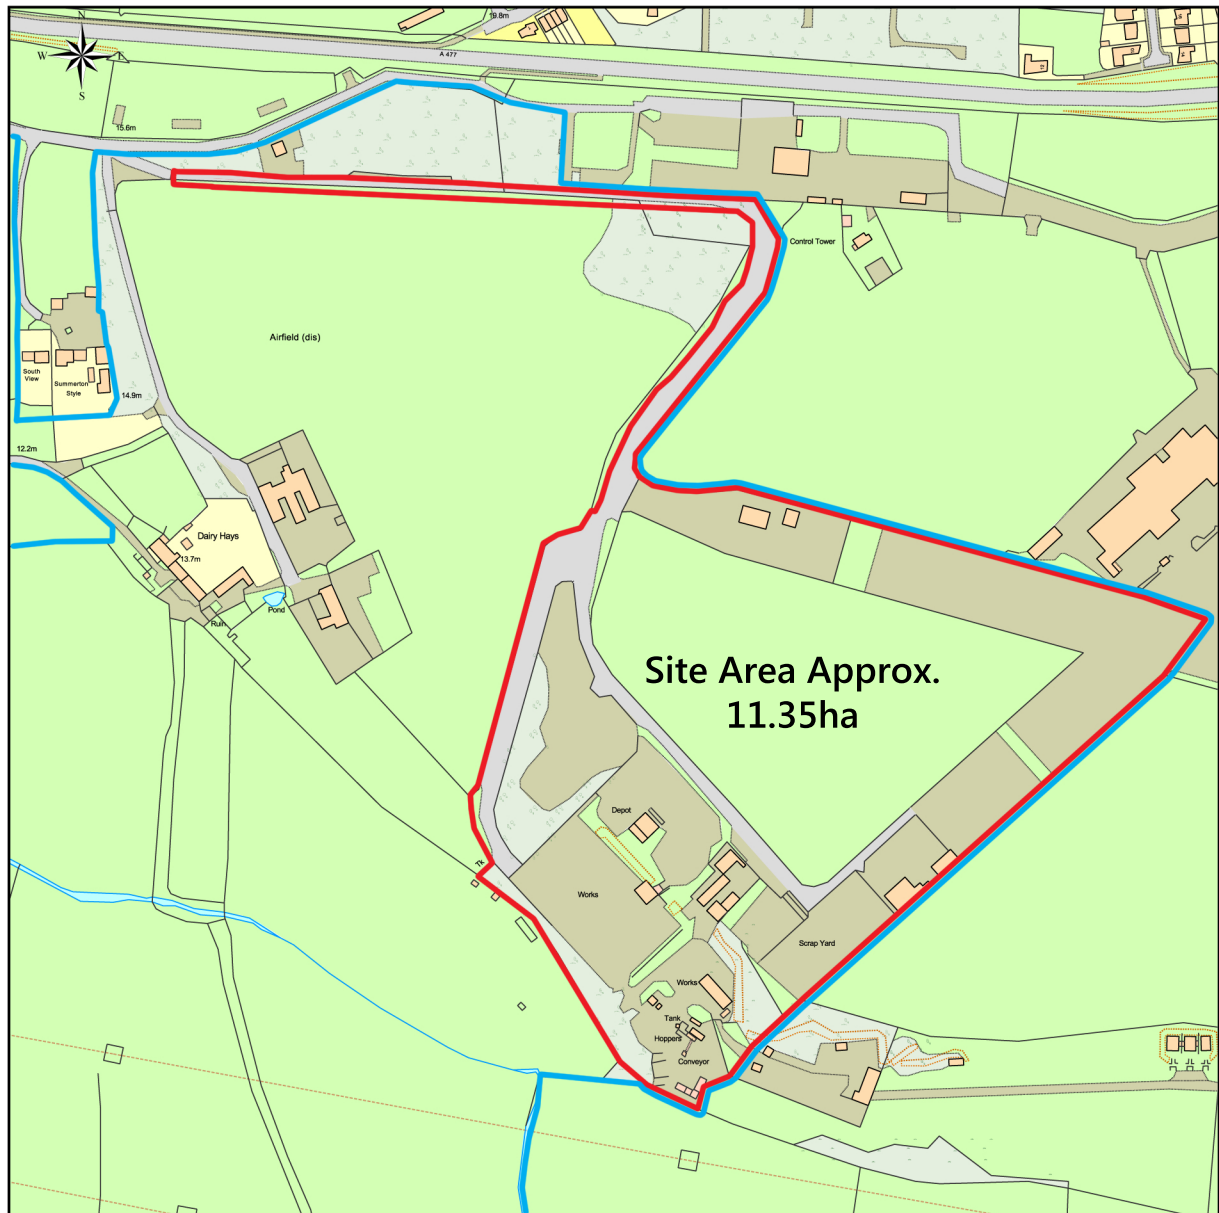 19.8m
N
W
E
S
A 477
15.6m
Control Tower
Airfield (dis)
South
View
Summerton
Style
14.9m
12.2m
Dairy Hays
13.7m
Pond
Ruin
Site Area Approx.
11.35ha
Depot
Tk
Works
Scrap Yard
Works
Tank
Hoppers
Conveyor